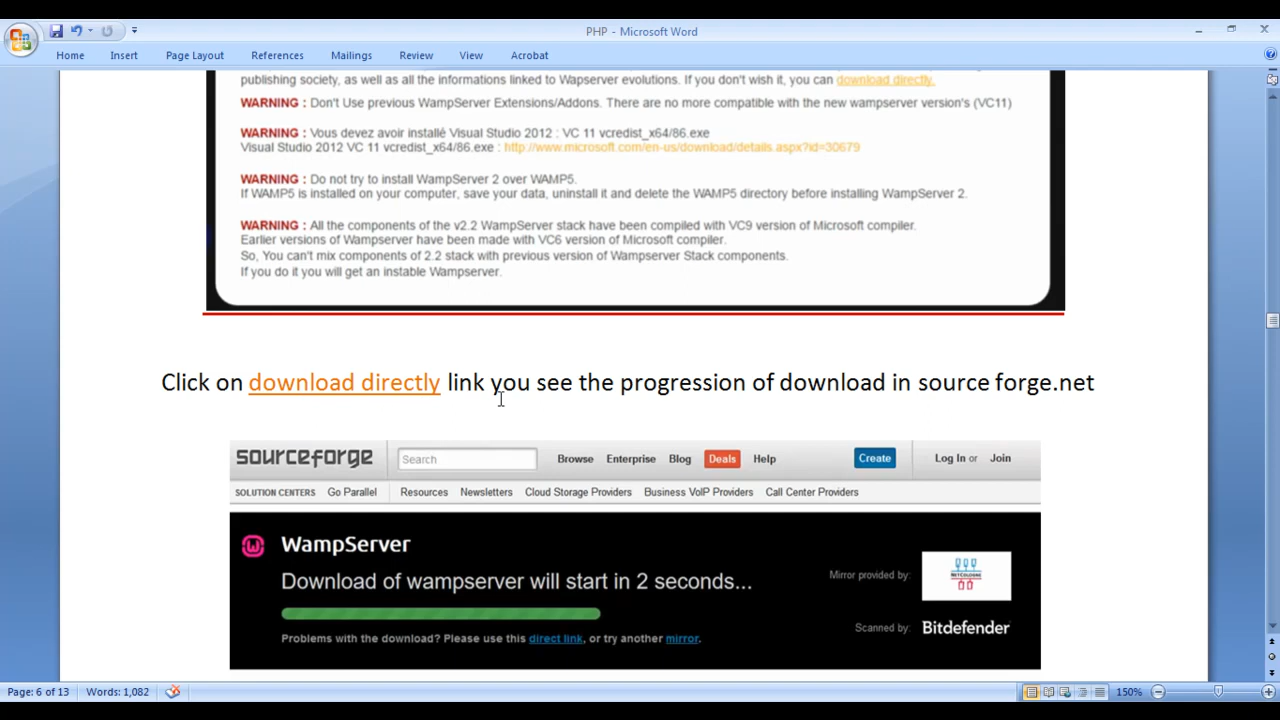 PHP - Microsoft Word
Home Insert Page Layout References Mailings Review View Acrobat
publishing society, as well as all the informations linked to Wapserver evolutions. If you don't wish it, you can download directly.
WARNING : Don't Use previous WampServer Extensions/Addons. There are no more compatible with the new wampserver version's (VC11)
WARNING : Vous devez avoir installé Visual Studio 2012 : VC 11 vcredist_x64/86.exe
Visual Studio 2012 VC 11 vcredist_x64/86.exe : http://www.microsoft.com/en-us/download/details.aspx?id=30679
WARNING : Do not try to install WampServer 2 over WAMP5.
If WAMP5 is installed on your computer, save your data, uninstall it and delete the WAMP5 directory before installing WampServer 2.
WARNING : All the components of the v2.2 WampServer stack have been compiled with VC9 version of Microsoft compiler.
Earlier versions of Wampserver have been made with VC6 version of Microsoft compiler.
So, You can't mix components of 2.2 stack with previous version of Wampserver Stack components.
If you do it you will get an instable Wampserver.
Click on download directly link you see the progression of download in source forge.net
sourceforge Search Browse Enterprise Blog Deals Help Create Log In or Join
SOLUTION CENTERS Go Parallel Resources Newsletters Cloud Storage Providers Business VoIP Providers Call Center Providers
WampServer
Download of wampserver will start in 2 seconds...
Mirror provided by: NETCOLOGNE
Problems with the download? Please use this direct link, or try another mirror.
Scanned by: Bitdefender
Page: 6 of 13 Words: 1,082 150%